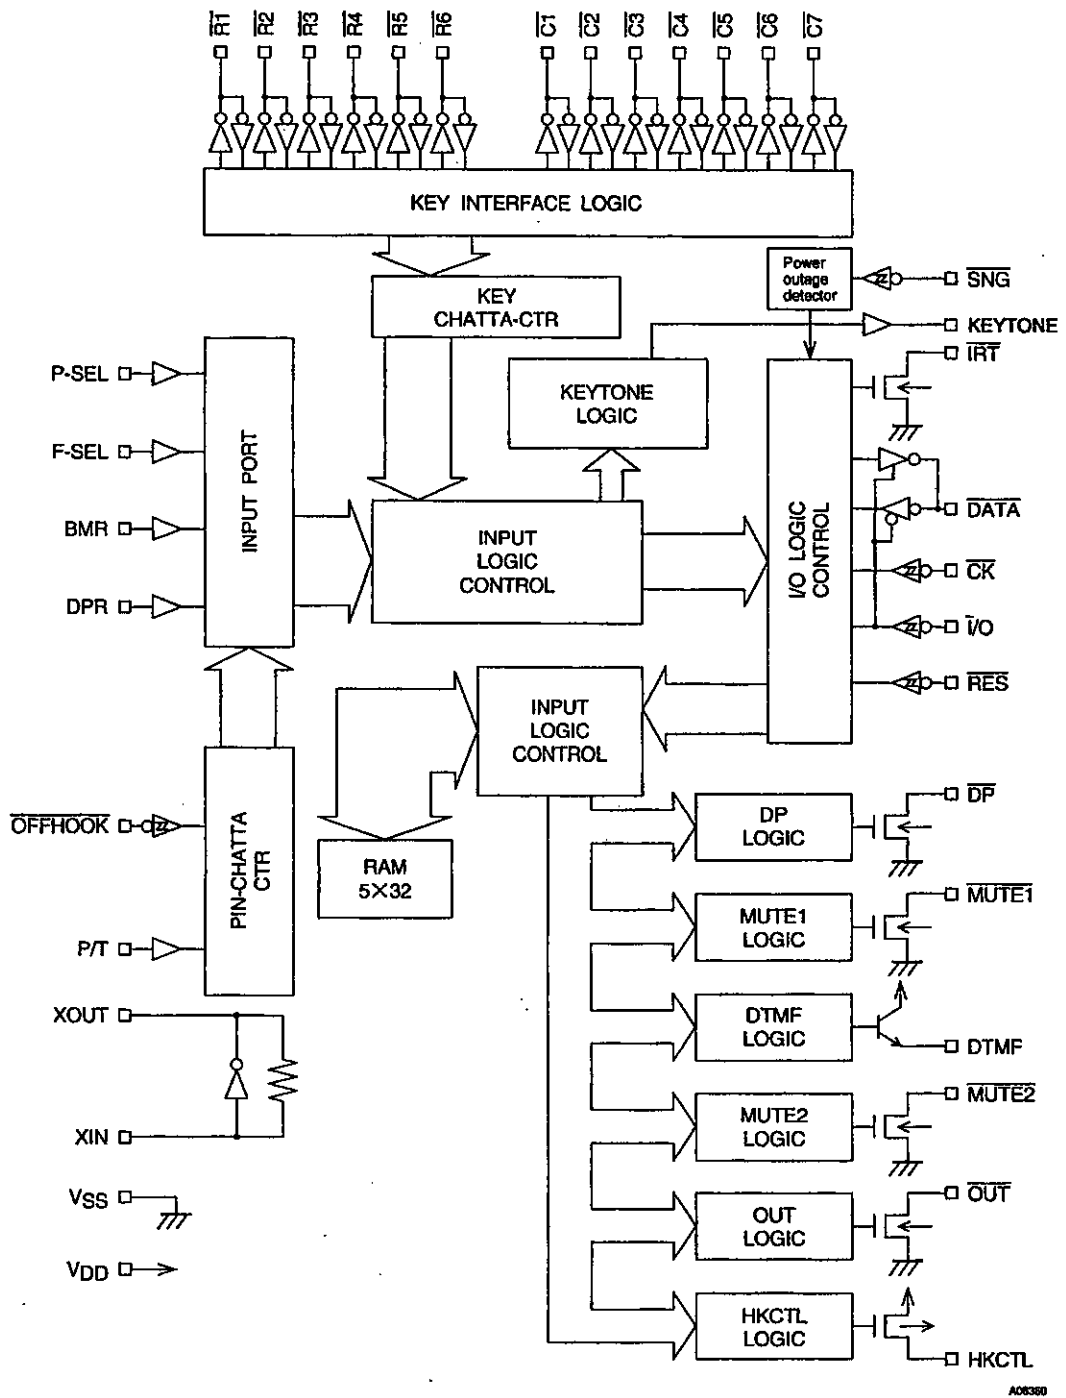 R1 R2 R3 R4 R5 R6 C1 C2 C3 C4 C5 C6 C7
KEY INTERFACE LOGIC
KEY
CHATTA-CTR
Power
outage
detector
SNG
KEYTONE
IRT
P-SEL
F-SEL
BMR
DPR
INPUT PORT
KEYTONE
LOGIC
INPUT
LOGIC
CONTROL
I/O LOGIC
CONTROL
DATA
CK
I/O
RES
INPUT
LOGIC
CONTROL
OFFHOOK
P/T
PIN-CHATTA
CTR
RAM
5×32
DP
LOGIC
DP
MUTE1
LOGIC
MUTE1
DTMF
LOGIC
DTMF
MUTE2
LOGIC
MUTE2
OUT
LOGIC
OUT
HKCTL
LOGIC
HKCTL
XOUT
XIN
VSS
VDD
A08380